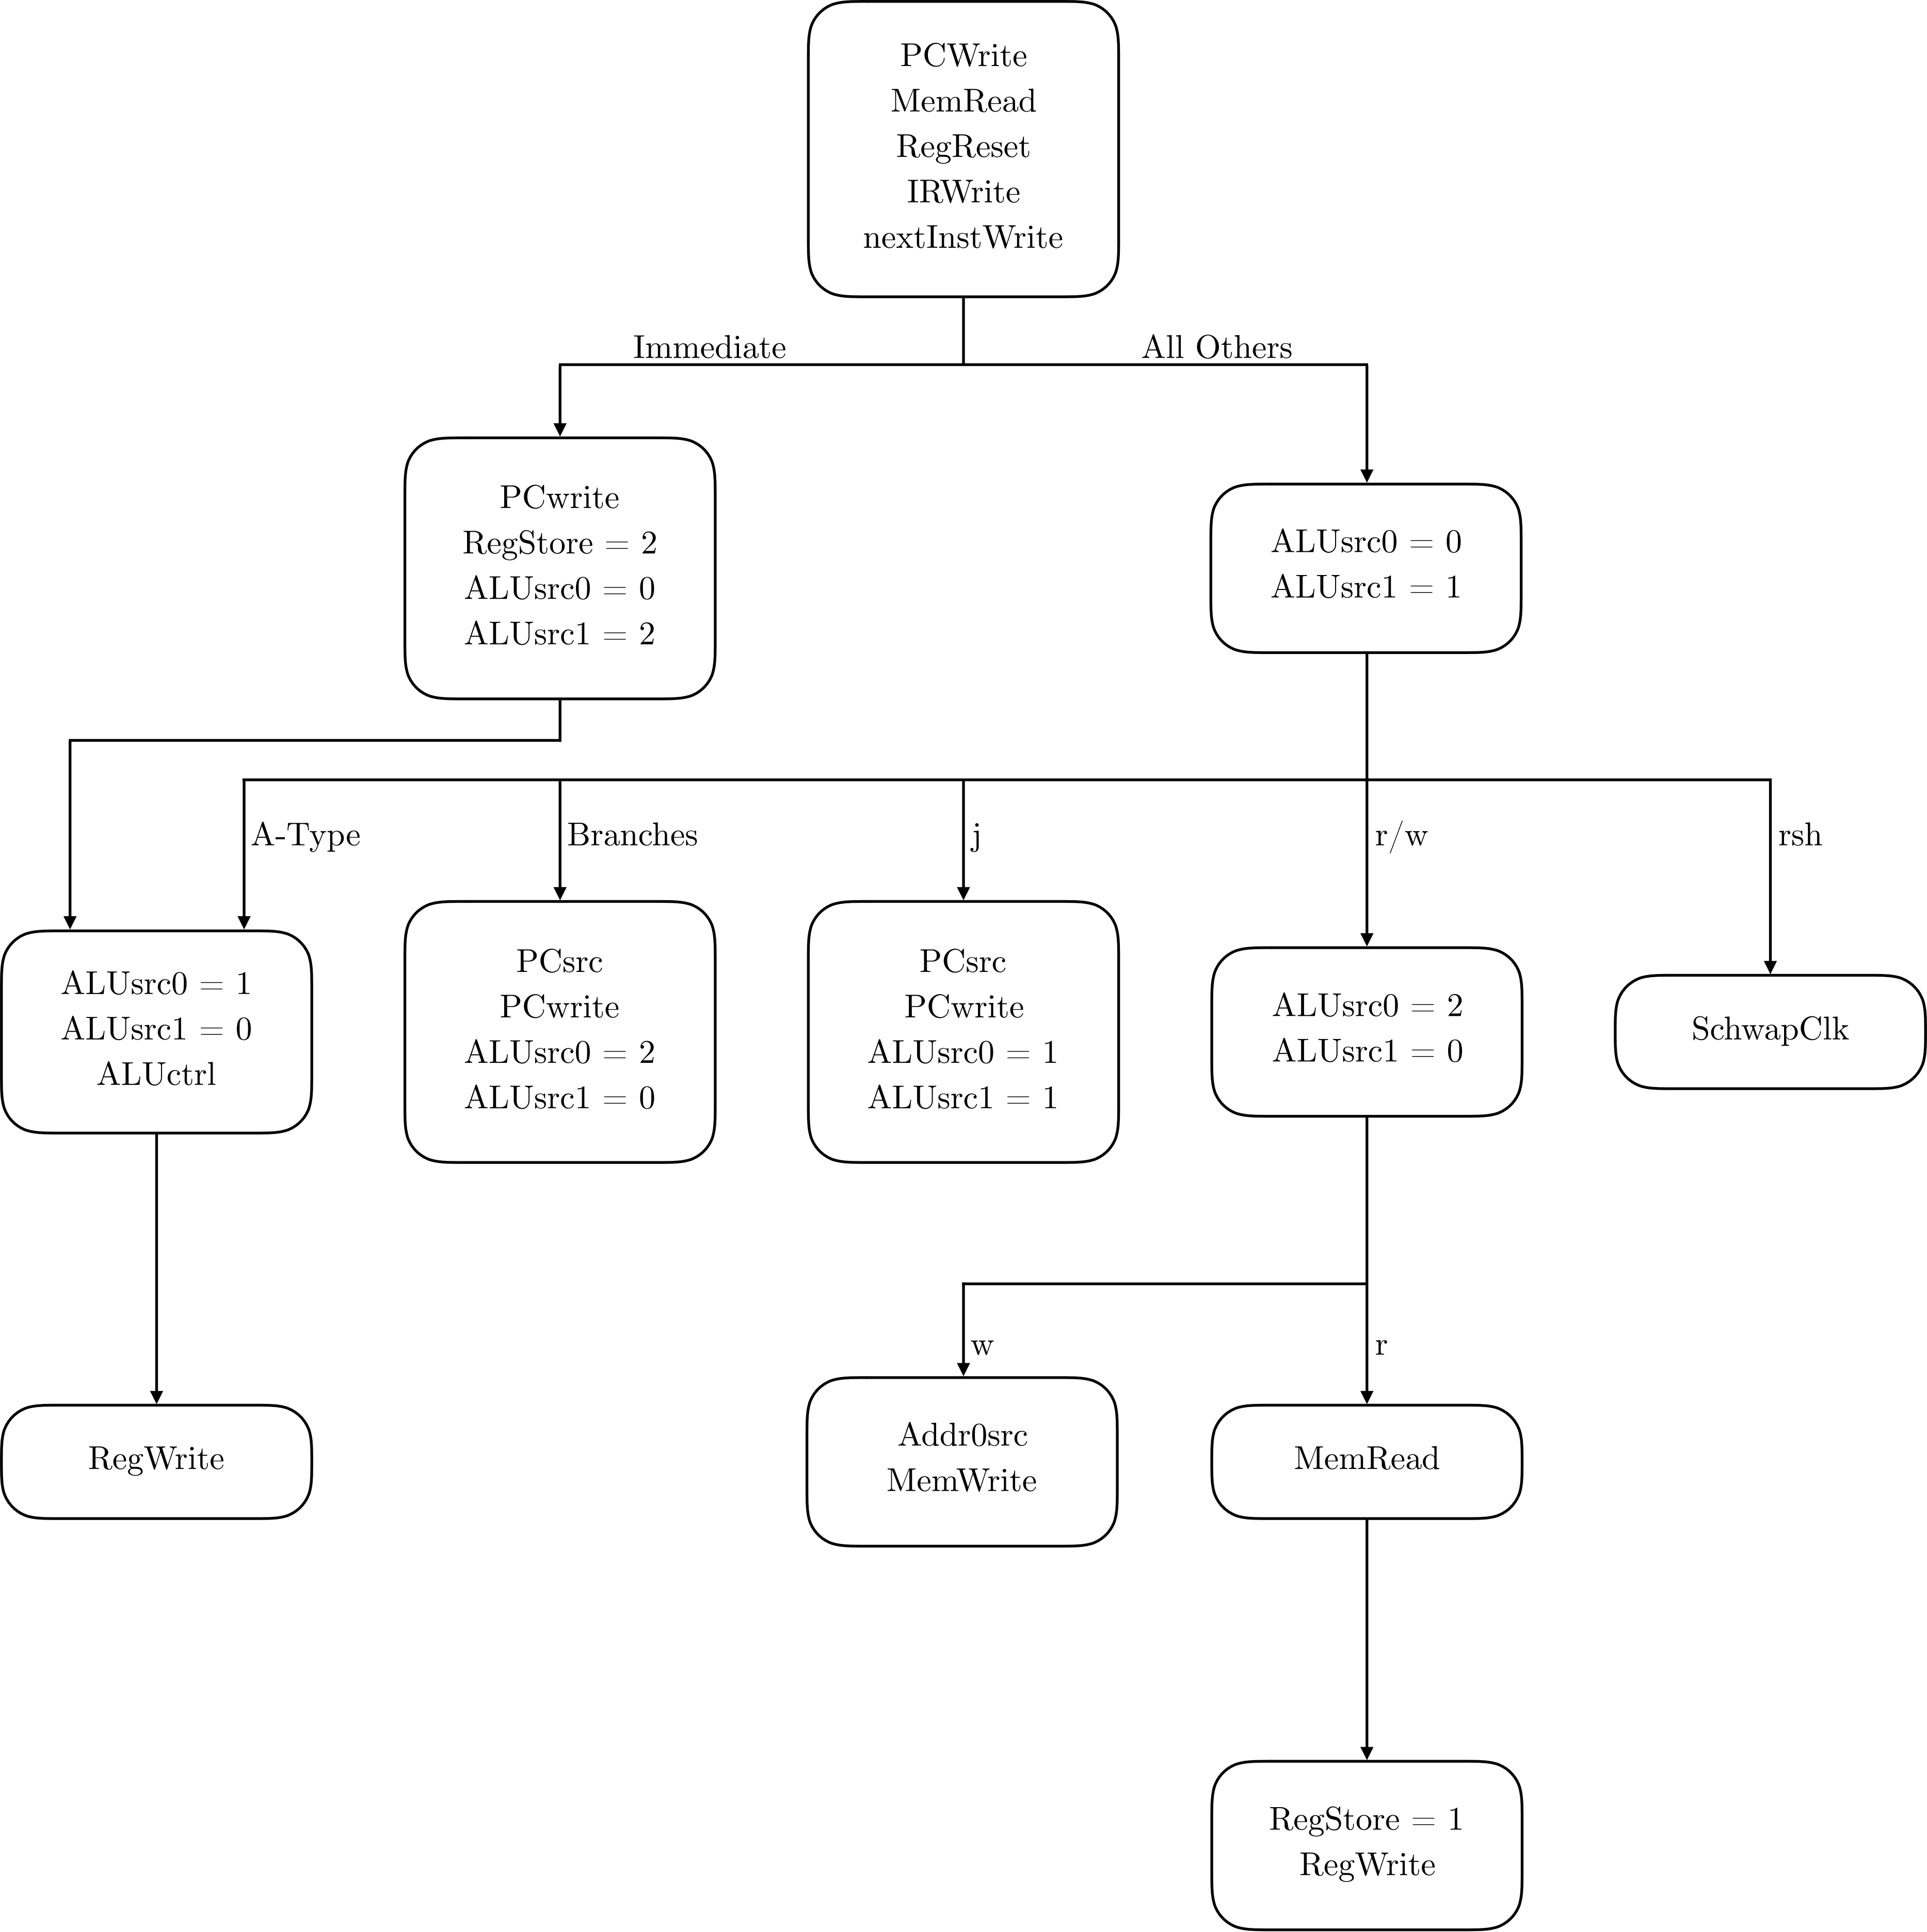 PCWrite
MemRead
RegReset
IRWrite
nextInstWrite
Immediate
All Others
PCwrite
RegStore = 2
ALUsrc0 = 0
ALUsrc1 = 2
ALUsrc0 = 0
ALUsrc1 = 1
A-Type
Branches
j
r/w
rsh
ALUsrc0 = 1
ALUsrc1 = 0
ALUctrl
PCsrc
PCwrite
ALUsrc0 = 2
ALUsrc1 = 0
PCsrc
PCwrite
ALUsrc0 = 1
ALUsrc1 = 1
ALUsrc0 = 2
ALUsrc1 = 0
SchwapClk
w
r
RegWrite
Addr0src
MemWrite
MemRead
RegStore = 1
RegWrite